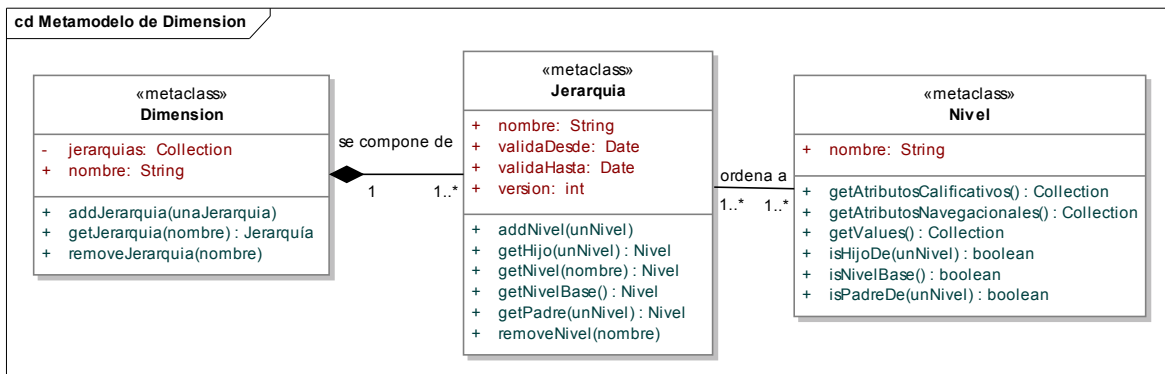 cd Metamodelo de Dimension
«metaclass»
Dimension
- jerarquias: Collection
+ nombre: String
+ addJerarquia(unaJerarquia)
+ getJerarquia(nombre) : Jerarquía
+ removeJerarquia(nombre)
se compone de
1
1..*
«metaclass»
Jerarquia
+ nombre: String
+ validaDesde: Date
+ validaHasta: Date
+ version: int
+ addNivel(unNivel)
+ getHijo(unNivel) : Nivel
+ getNivel(nombre) : Nivel
+ getNivelBase() : Nivel
+ getPadre(unNivel) : Nivel
+ removeNivel(nombre)
ordena a
1..*
1..*
«metaclass»
Nivel
+ nombre: String
+ getAtributosCalificativos() : Collection
+ getAtributosNavegacionales() : Collection
+ getValues() : Collection
+ isHijoDe(unNivel) : boolean
+ isNivelBase() : boolean
+ isPadreDe(unNivel) : boolean